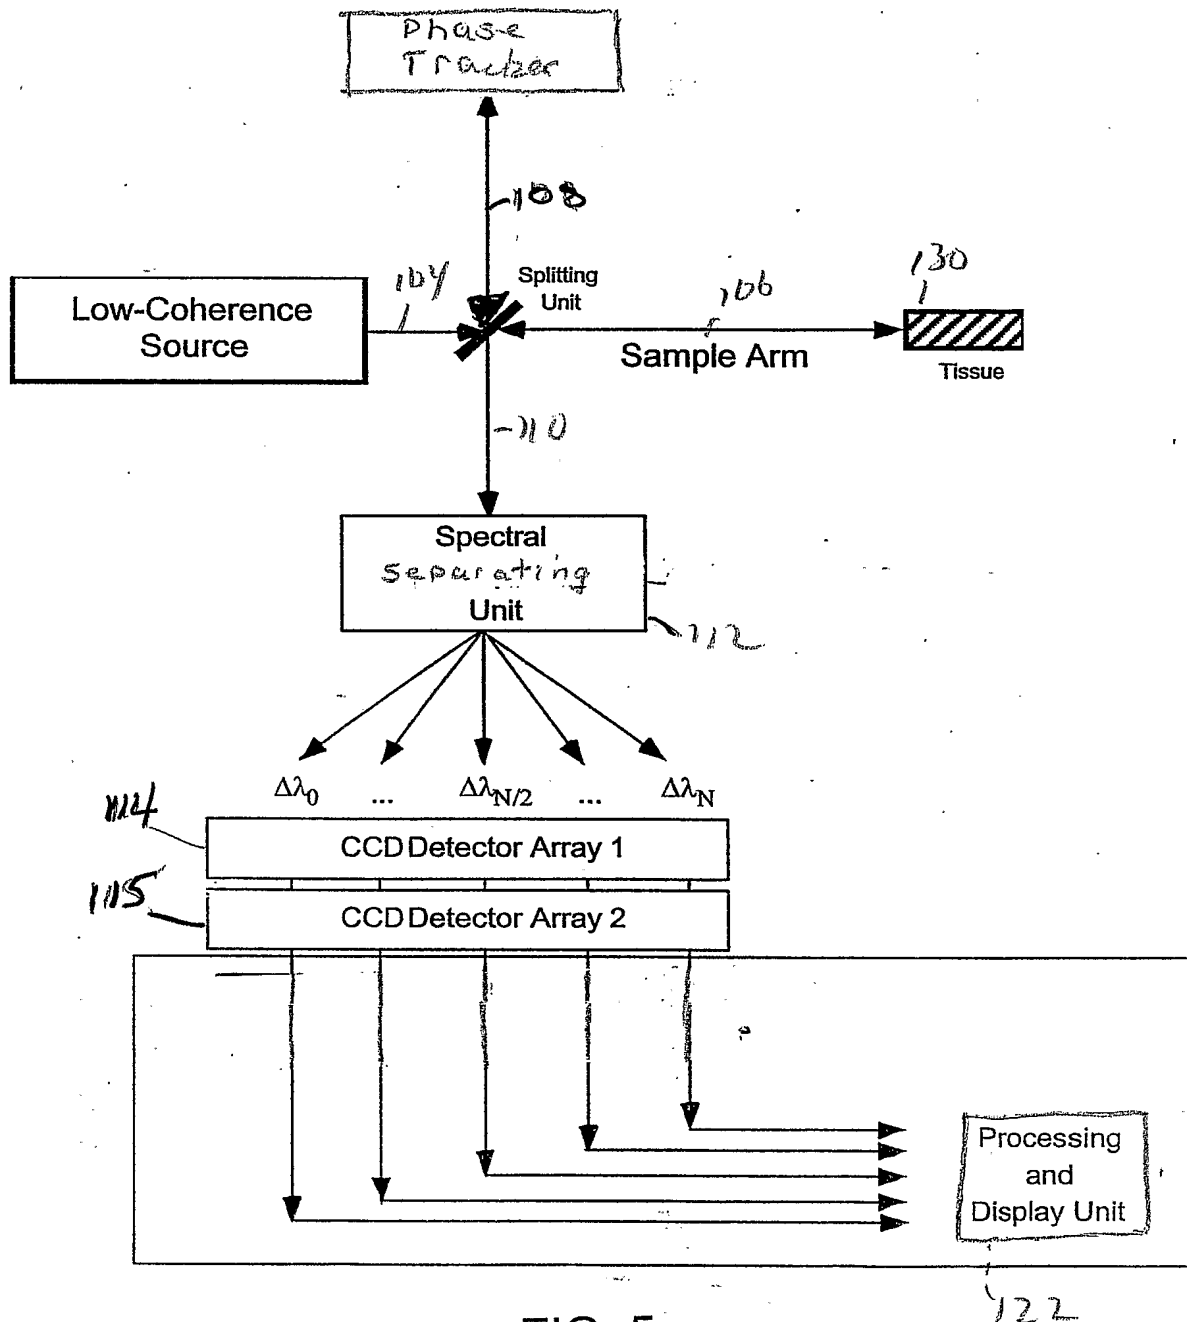 Phase
Tracker
108
Low-Coherence
Source
104
Splitting
Unit
106
Sample Arm
130
Tissue
110
Spectral
Separating
Unit
112
Δλ0 ... ΔλN/2 ... ΔλN
114
CCD Detector Array 1
115
CCD Detector Array 2
Processing
and
Display Unit
122